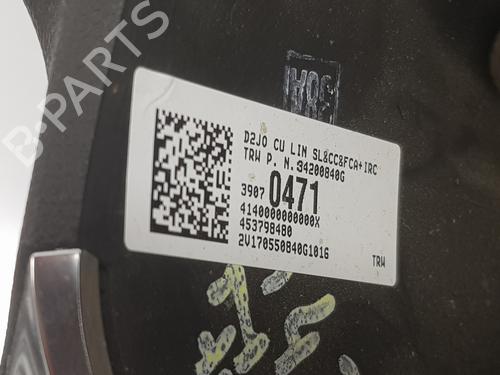 B-PARTS
D2JO CU LIN SL&CC&FCA+IRC
TRW P. N.34200840G
3907 0471
4140000000000X
453798480
2V170550840G1016
TRW